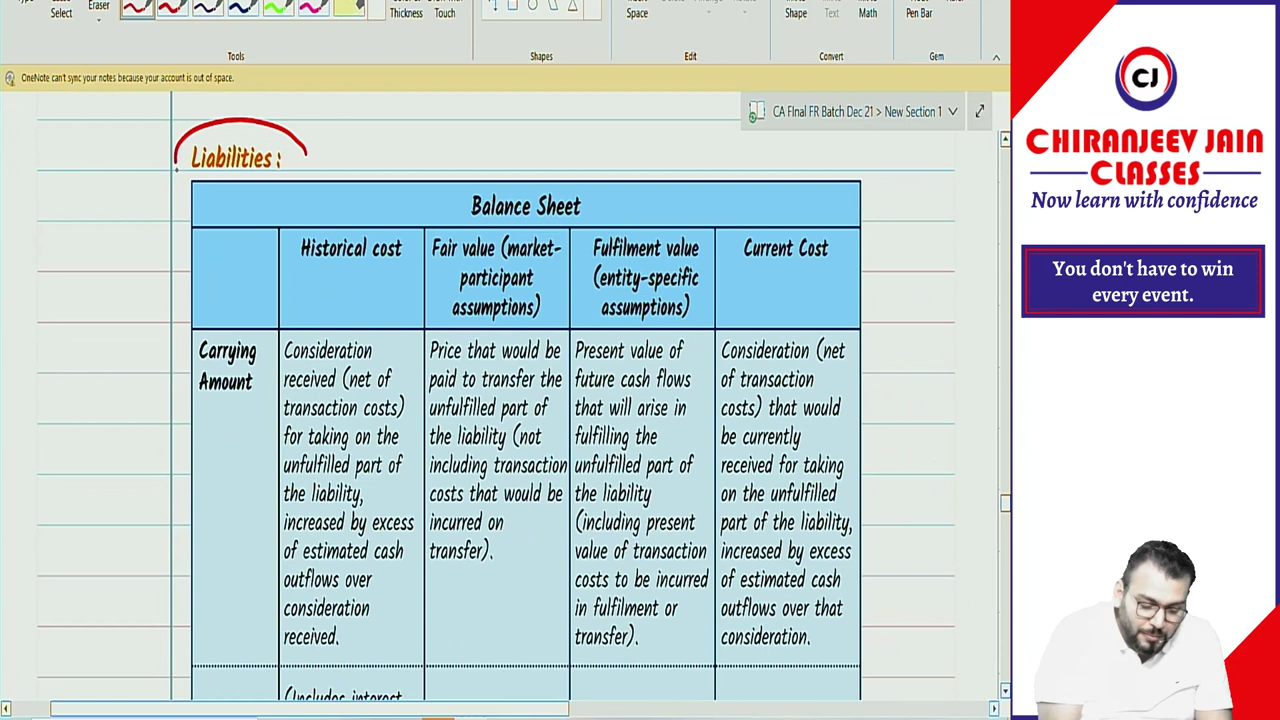 Eraser
Select
Thickness
Touch
Space
Shape
Text
Math
Pen Bar
Tools
Shapes
Edit
Convert
Gem
OneNote can't sync your notes because your account is out of space.
CA FInal FR Batch Dec 21 > New Section 1
Liabilities :
Balance Sheet
Historical cost
Fair value (market-
participant
assumptions)
Fulfilment value
(entity-specific
assumptions)
Current Cost
Carrying
Amount
Consideration
received (net of
transaction costs)
for taking on the
unfulfilled part of
the liability,
increased by excess
of estimated cash
outflows over
consideration
received.
Price that would be
paid to transfer the
unfulfilled part of
the liability (not
including transaction
costs that would be
incurred on
transfer).
Present value of
future cash flows
that will arise in
fulfilling the
unfulfilled part of
the liability
(including present
value of transaction
costs to be incurred
in fulfilment or
transfer).
Consideration (net
of transaction
costs) that would
be currently
received for taking
on the unfulfilled
part of the liability,
increased by excess
of estimated cash
outflows over that
consideration.
(Includes interest
CJ
CHIRANJEEV JAIN
CLASSES
Now learn with confidence
You don't have to win
every event.